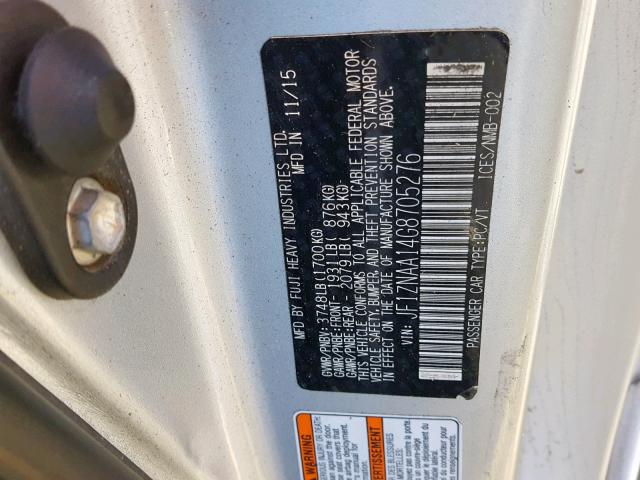 MFD BY FUJI HEAVY INDUSTRIES LTD.
MFD IN 11/15
GVWR/PNBV: 3748LB(1700KG)
GAWR/PNBE:FRONT- 1931LB( 876KG)
GAWR/PNBE:REAR - 2079LB( 943KG)
THIS VEHICLE CONFORMS TO ALL APPLICABLE FEDERAL MOTOR
VEHICLE SAFETY,BUMPER,AND THEFT PREVENTION STANDARDS
IN EFFECT ON THE DATE OF MANUFACTURE SHOWN ABOVE.
VIN: JF1ZNAA14G8705276
PASSENGER CAR TYPE:PC/VT. ICES/NMB-002
WARNING
AVERTISSEMENT